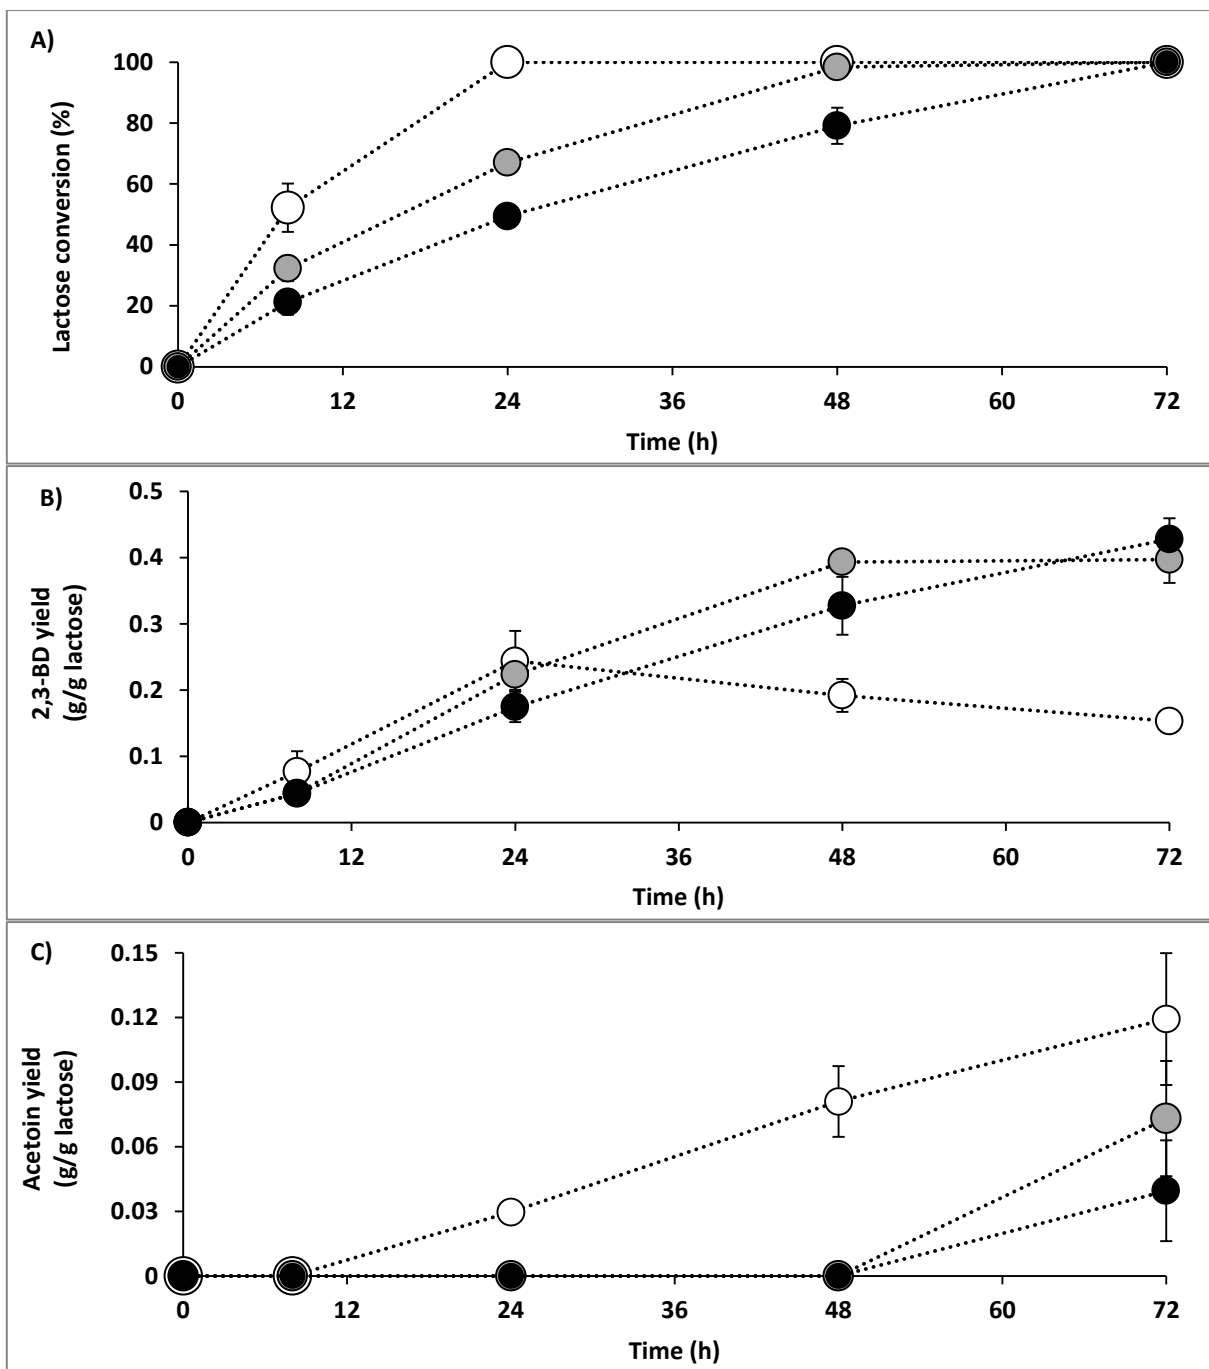 A)
Lactose conversion (%)
100
80
60
40
20
0
0 12 24 36 48 60 72
Time (h)
B)
2,3-BD yield
(g/g lactose)
0.5
0.4
0.3
0.2
0.1
0
0 12 24 36 48 60 72
Time (h)
C)
Acetoin yield
(g/g lactose)
0.15
0.12
0.09
0.06
0.03
0
0 12 24 36 48 60 72
Time (h)